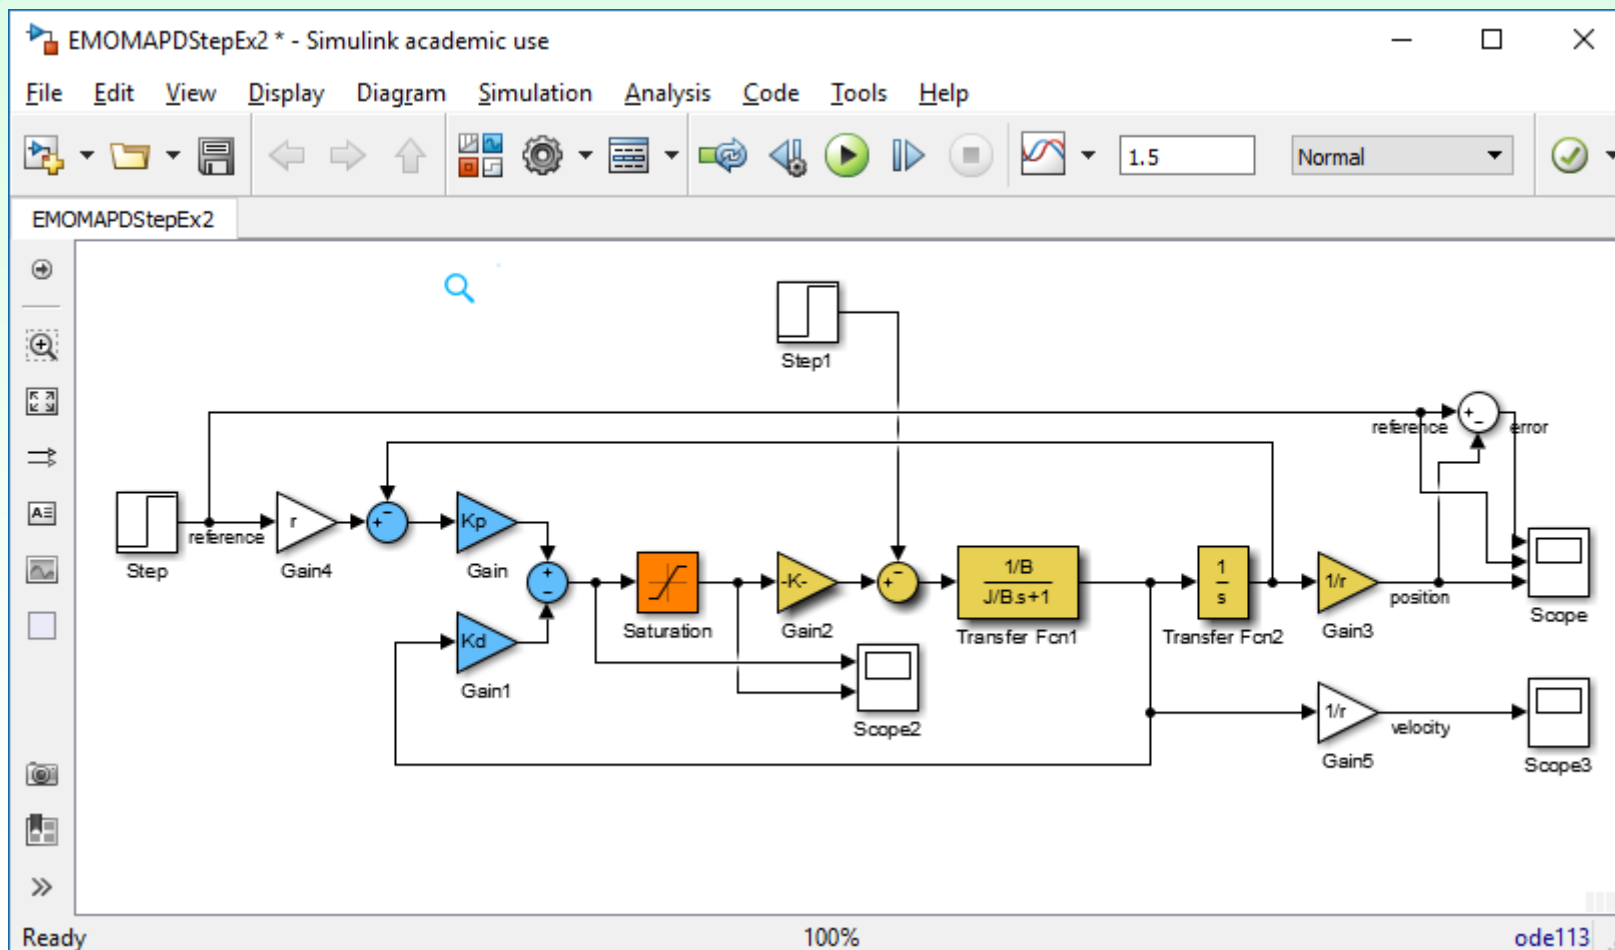 EMOMAPDStepEx2 * - Simulink academic use
File Edit View Display Diagram Simulation Analysis Code Tools Help
1.5 Normal
EMOMAPDStepEx2
Step1
reference error
Step
reference
r
Gain4
Kp
Gain
Kd
Gain1
Saturation
-K-
Gain2
Scope2
1/B
J/B.s+1
Transfer Fcn1
1
s
Transfer Fcn2
1/r
Gain3
position
Scope
1/r
Gain5
velocity
Scope3
Ready 100% ode113